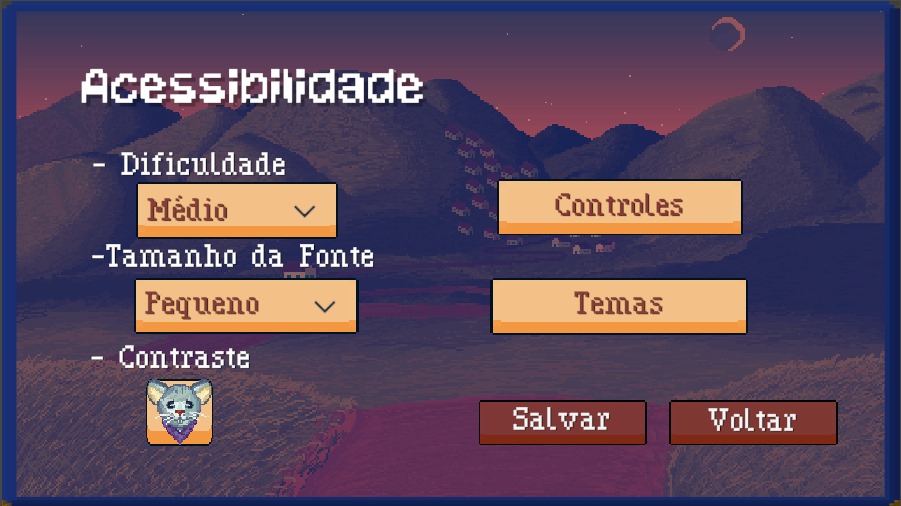 Acessibilidade
- Dificuldade
Médio
Controles
-Tamanho da Fonte
Pequeno
Temas
- Contraste
Salvar
Voltar